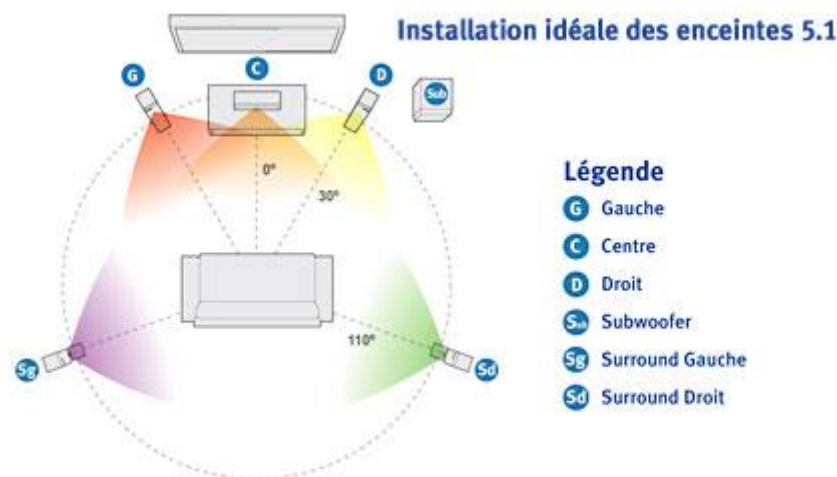 Installation idéale des enceintes 5.1
G
C
D
Sub
0°
30°
110°
Sg
Sd
Légende
G Gauche
C Centre
D Droit
Sub Subwoofer
Sg Surround Gauche
Sd Surround Droit